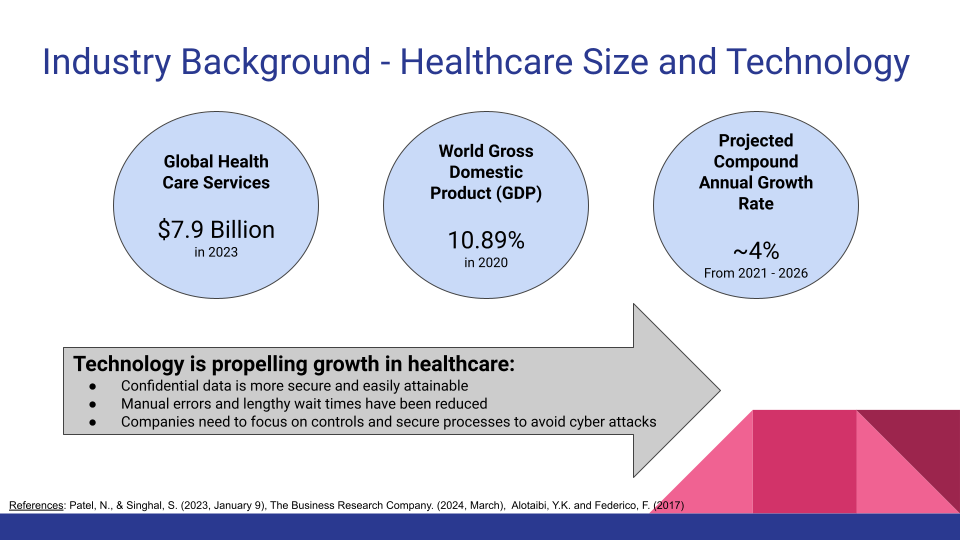 Industry Background - Healthcare Size and Technology
Global Health
Care Services
$7.9 Billion
in 2023
World Gross
Domestic
Product (GDP)
10.89%
in 2020
Projected
Compound
Annual Growth
Rate
~4%
From 2021 - 2026
Technology is propelling growth in healthcare:
● Confidential data is more secure and easily attainable
● Manual errors and lengthy wait times have been reduced
● Companies need to focus on controls and secure processes to avoid cyber attacks
References: Patel, N., & Singhal, S. (2023, January 9), The Business Research Company. (2024, March), Alotaibi, Y.K. and Federico, F. (2017)